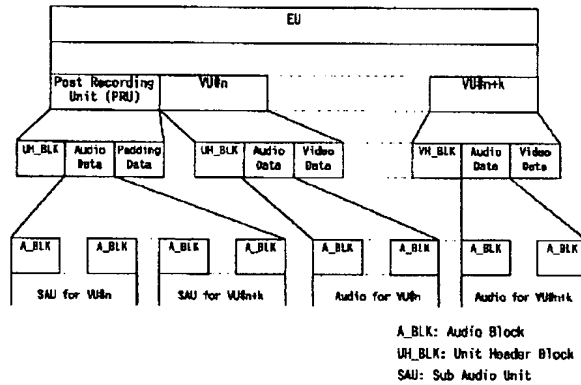 EU
Post Recording Unit (PRU)
VU#n
VU#n+k
UH_BLK
Audio Data
Padding Data
UH_BLK
Audio Data
Video Data
VH_BLK
Audio Data
Video Data
A_BLK
A_BLK
A_BLK
A_BLK
A_BLK
A_BLK
A_BLK
A_BLK
SAU for VU#n
SAU for VU#n+k
Audio for VU#n
Audio for VU#n+k
A_BLK: Audio Block
UH_BLK: Unit Header Block
SAU: Sub Audio Unit